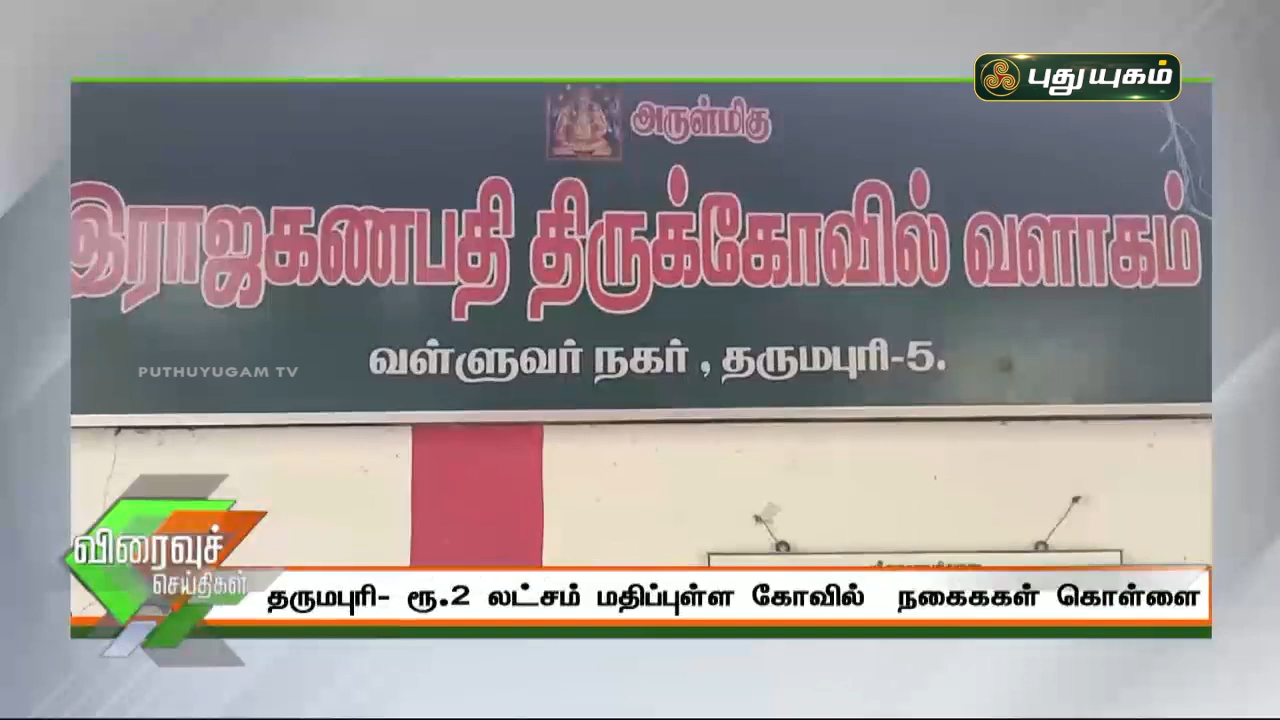 புதுயுகம்
அருள்மிகு
இராஜகணபதி திருக்கோவில் வளாகம்
வள்ளுவர் நகர் , தருமபுரி-5.
PUTHUYUGAM TV
விரைவுச்
செய்திகள்
தருமபுரி- ரூ.2 லட்சம் மதிப்புள்ள கோவில் நகைககள் கொள்ளை